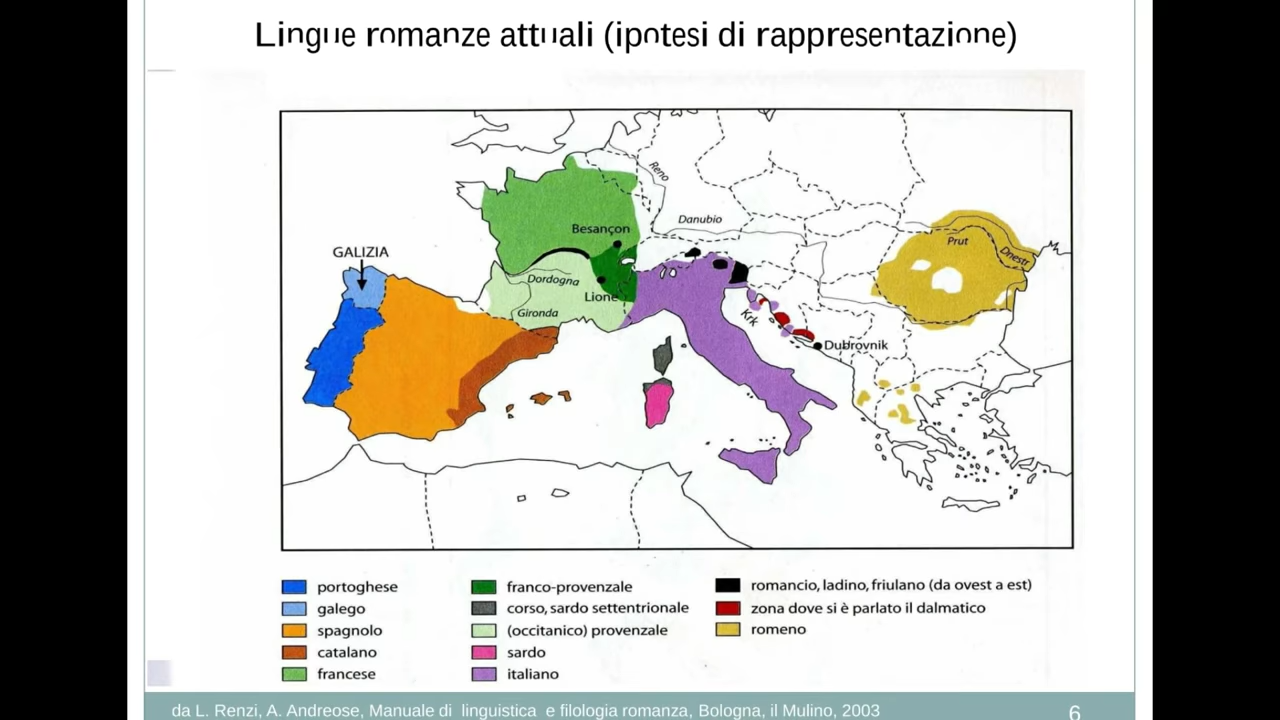 Lingue romanze attuali (ipotesi di rappresentazione)
Reno
Danubio
Besançon
GALIZIA
Prut
Dnestr
Dordogna
Lione
Gironda
Krk
Dubrovnik
portoghese
galego
spagnolo
catalano
francese
franco-provenzale
corso, sardo settentrionale
(occitanico) provenzale
sardo
italiano
romancio, ladino, friulano (da ovest a est)
zona dove si è parlato il dalmatico
romeno
da L. Renzi, A. Andreose, Manuale di linguistica e filologia romanza, Bologna, il Mulino, 2003
6